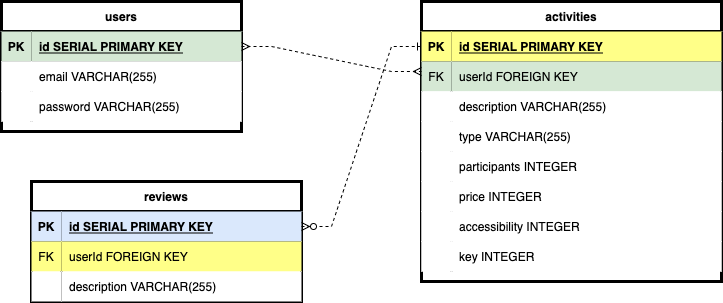 users
PK id SERIAL PRIMARY KEY
email VARCHAR(255)
password VARCHAR(255)
activities
PK id SERIAL PRIMARY KEY
FK userId FOREIGN KEY
description VARCHAR(255)
type VARCHAR(255)
participants INTEGER
price INTEGER
accessibility INTEGER
key INTEGER
reviews
PK id SERIAL PRIMARY KEY
FK userId FOREIGN KEY
description VARCHAR(255)